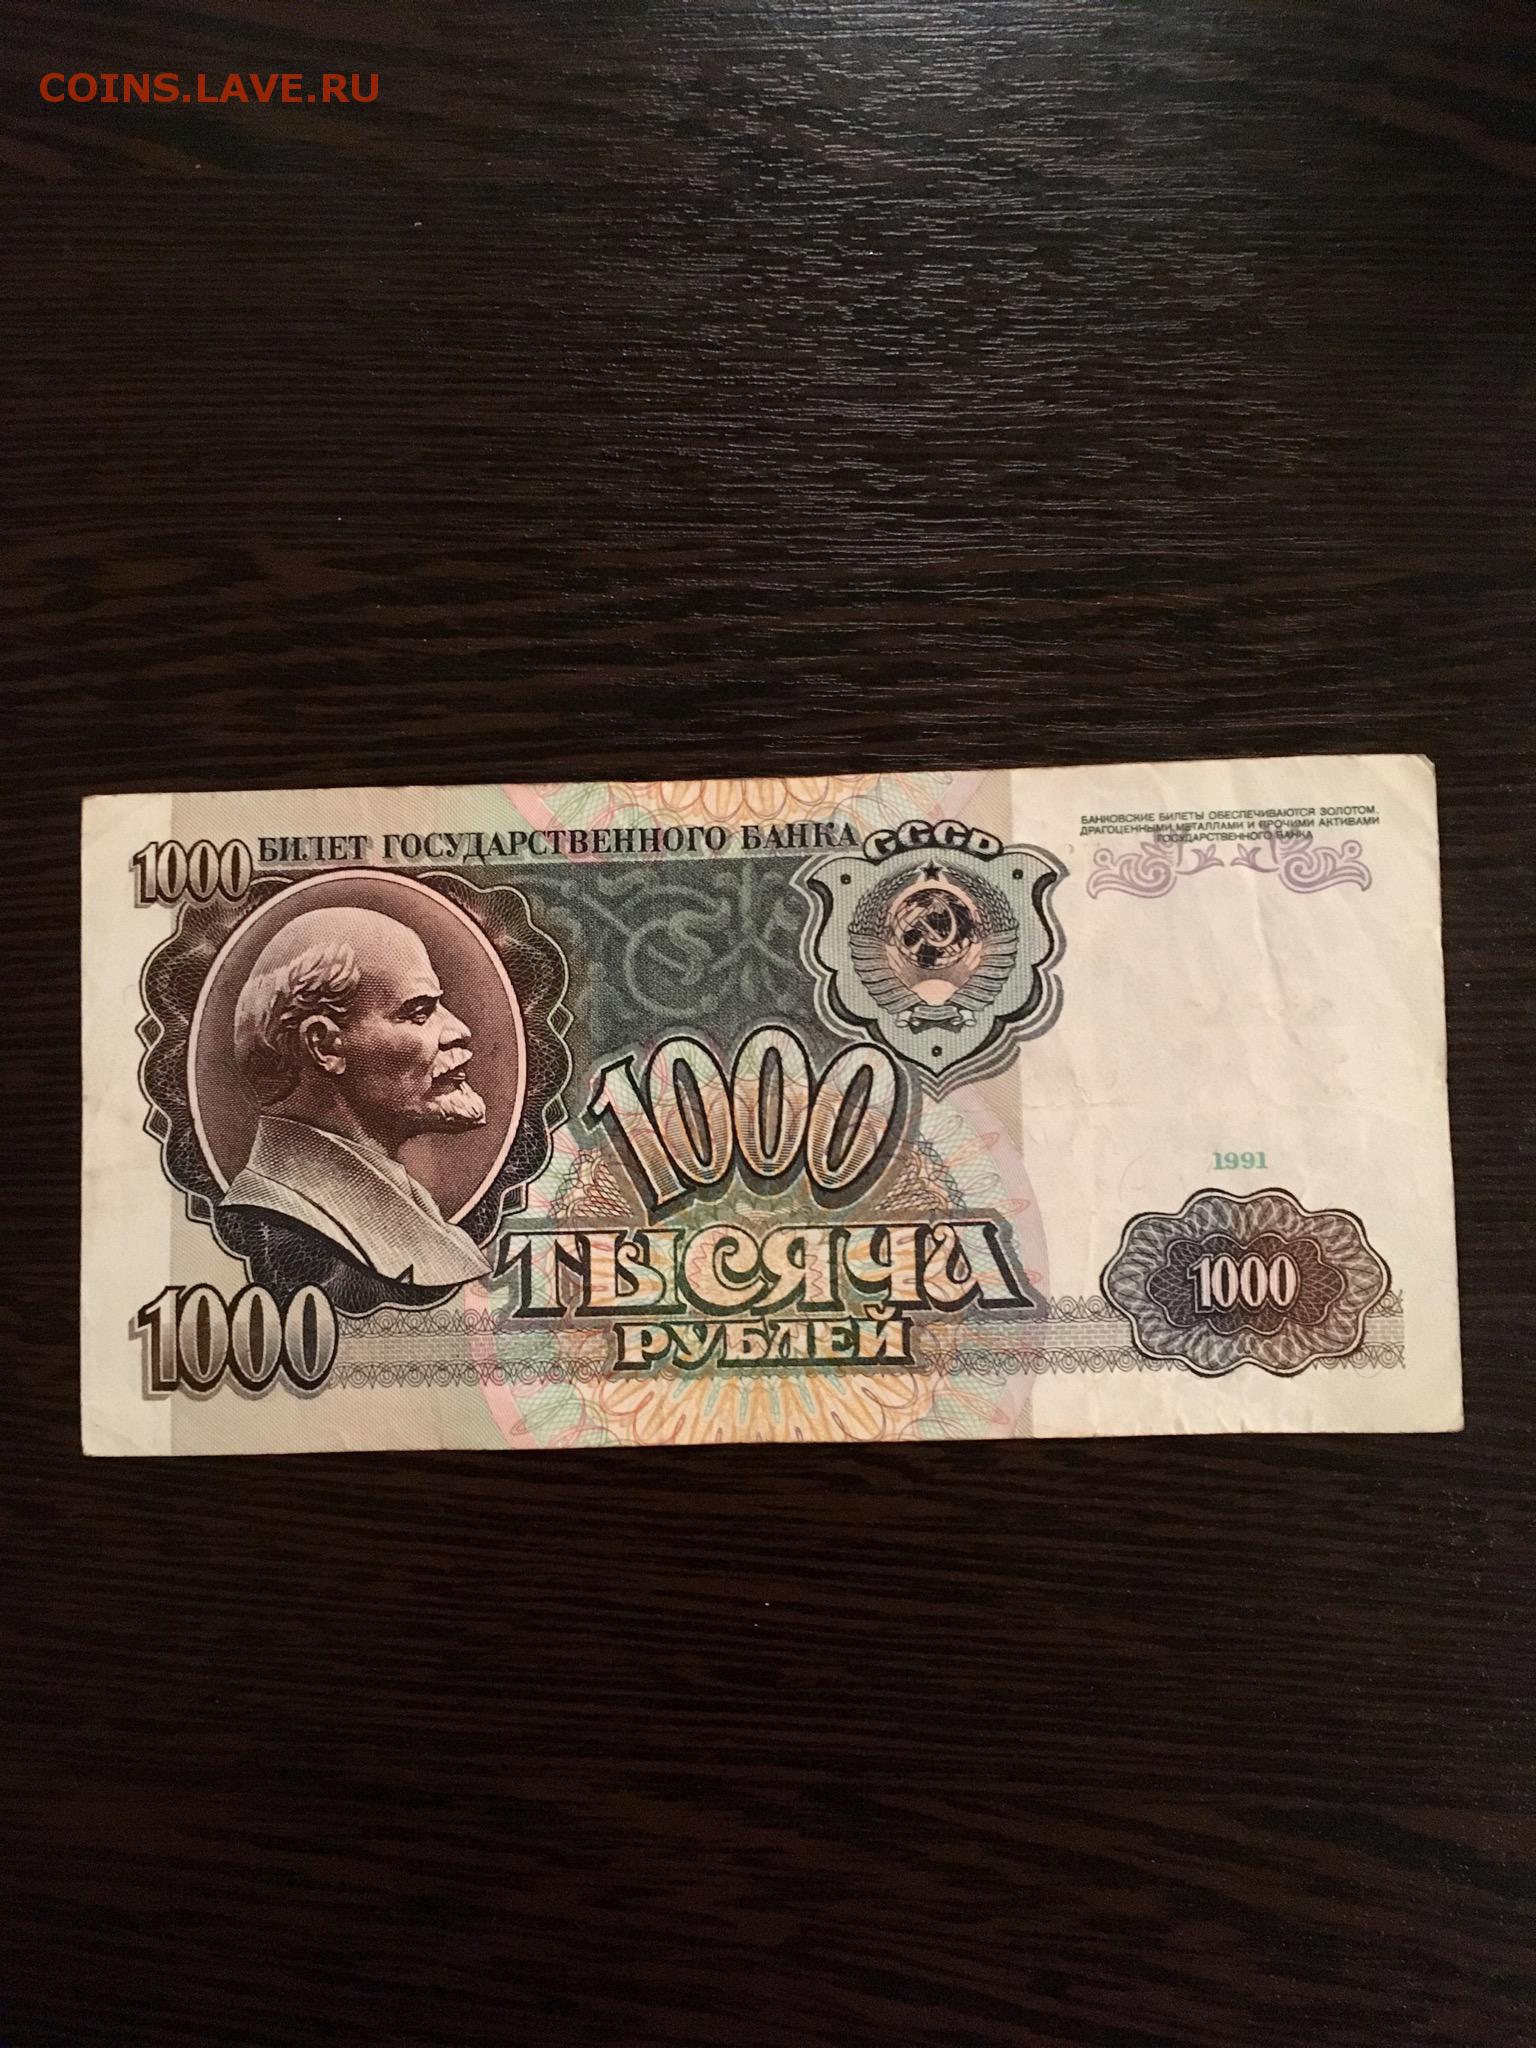 COINS.LAVE.RU
1000
БИЛЕТ ГОСУДАРСТВЕННОГО БАНКА СССР
БАНКОВСКИЕ БИЛЕТЫ ОБЕСПЕЧИВАЮТСЯ ЗОЛОТОМ,
ДРАГОЦЕННЫМИ МЕТАЛЛАМИ И ПРОЧИМИ АКТИВАМИ
ГОСУДАРСТВЕННОГО БАНКА
1000
1991
ТЫСЯЧА
РУБЛЕЙ
1000
1000